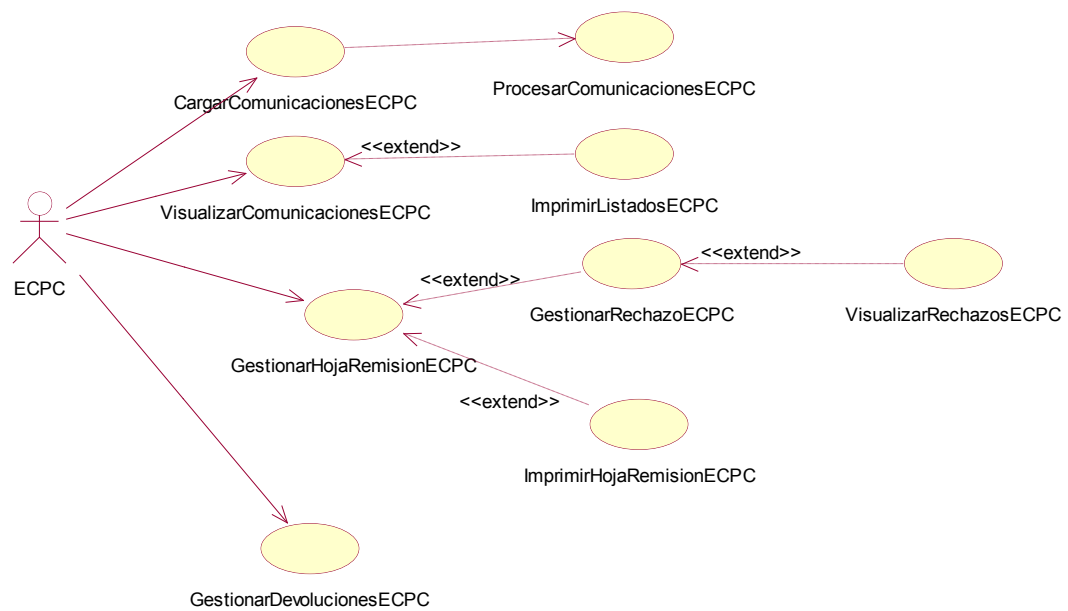 CargarComunicacionesECPC
ProcesarComunicacionesECPC
<<extend>>
VisualizarComunicacionesECPC
ImprimirListadosECPC
<<extend>>
<<extend>>
ECPC
GestionarRechazoECPC
VisualizarRechazosECPC
GestionarHojaRemisionECPC
<<extend>>
ImprimirHojaRemisionECPC
GestionarDevolucionesECPC